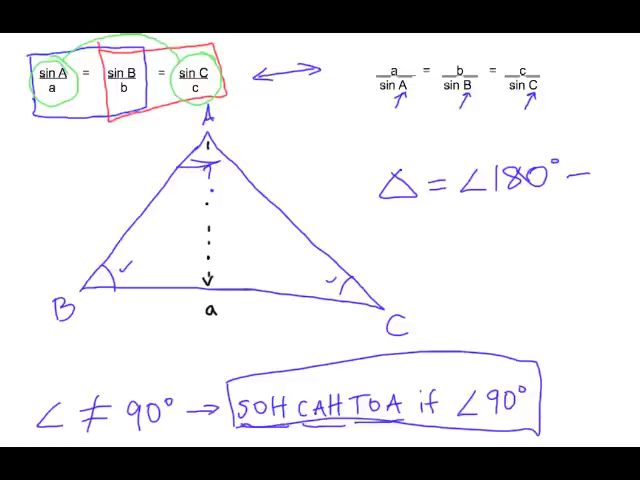 sin A = sin B = sin C
a b c
a = b = c
sin A sin B sin C
A
△ = ∠180° -
B
a
C
∠ ≠ 90° → SOH CAH TOA if ∠90°